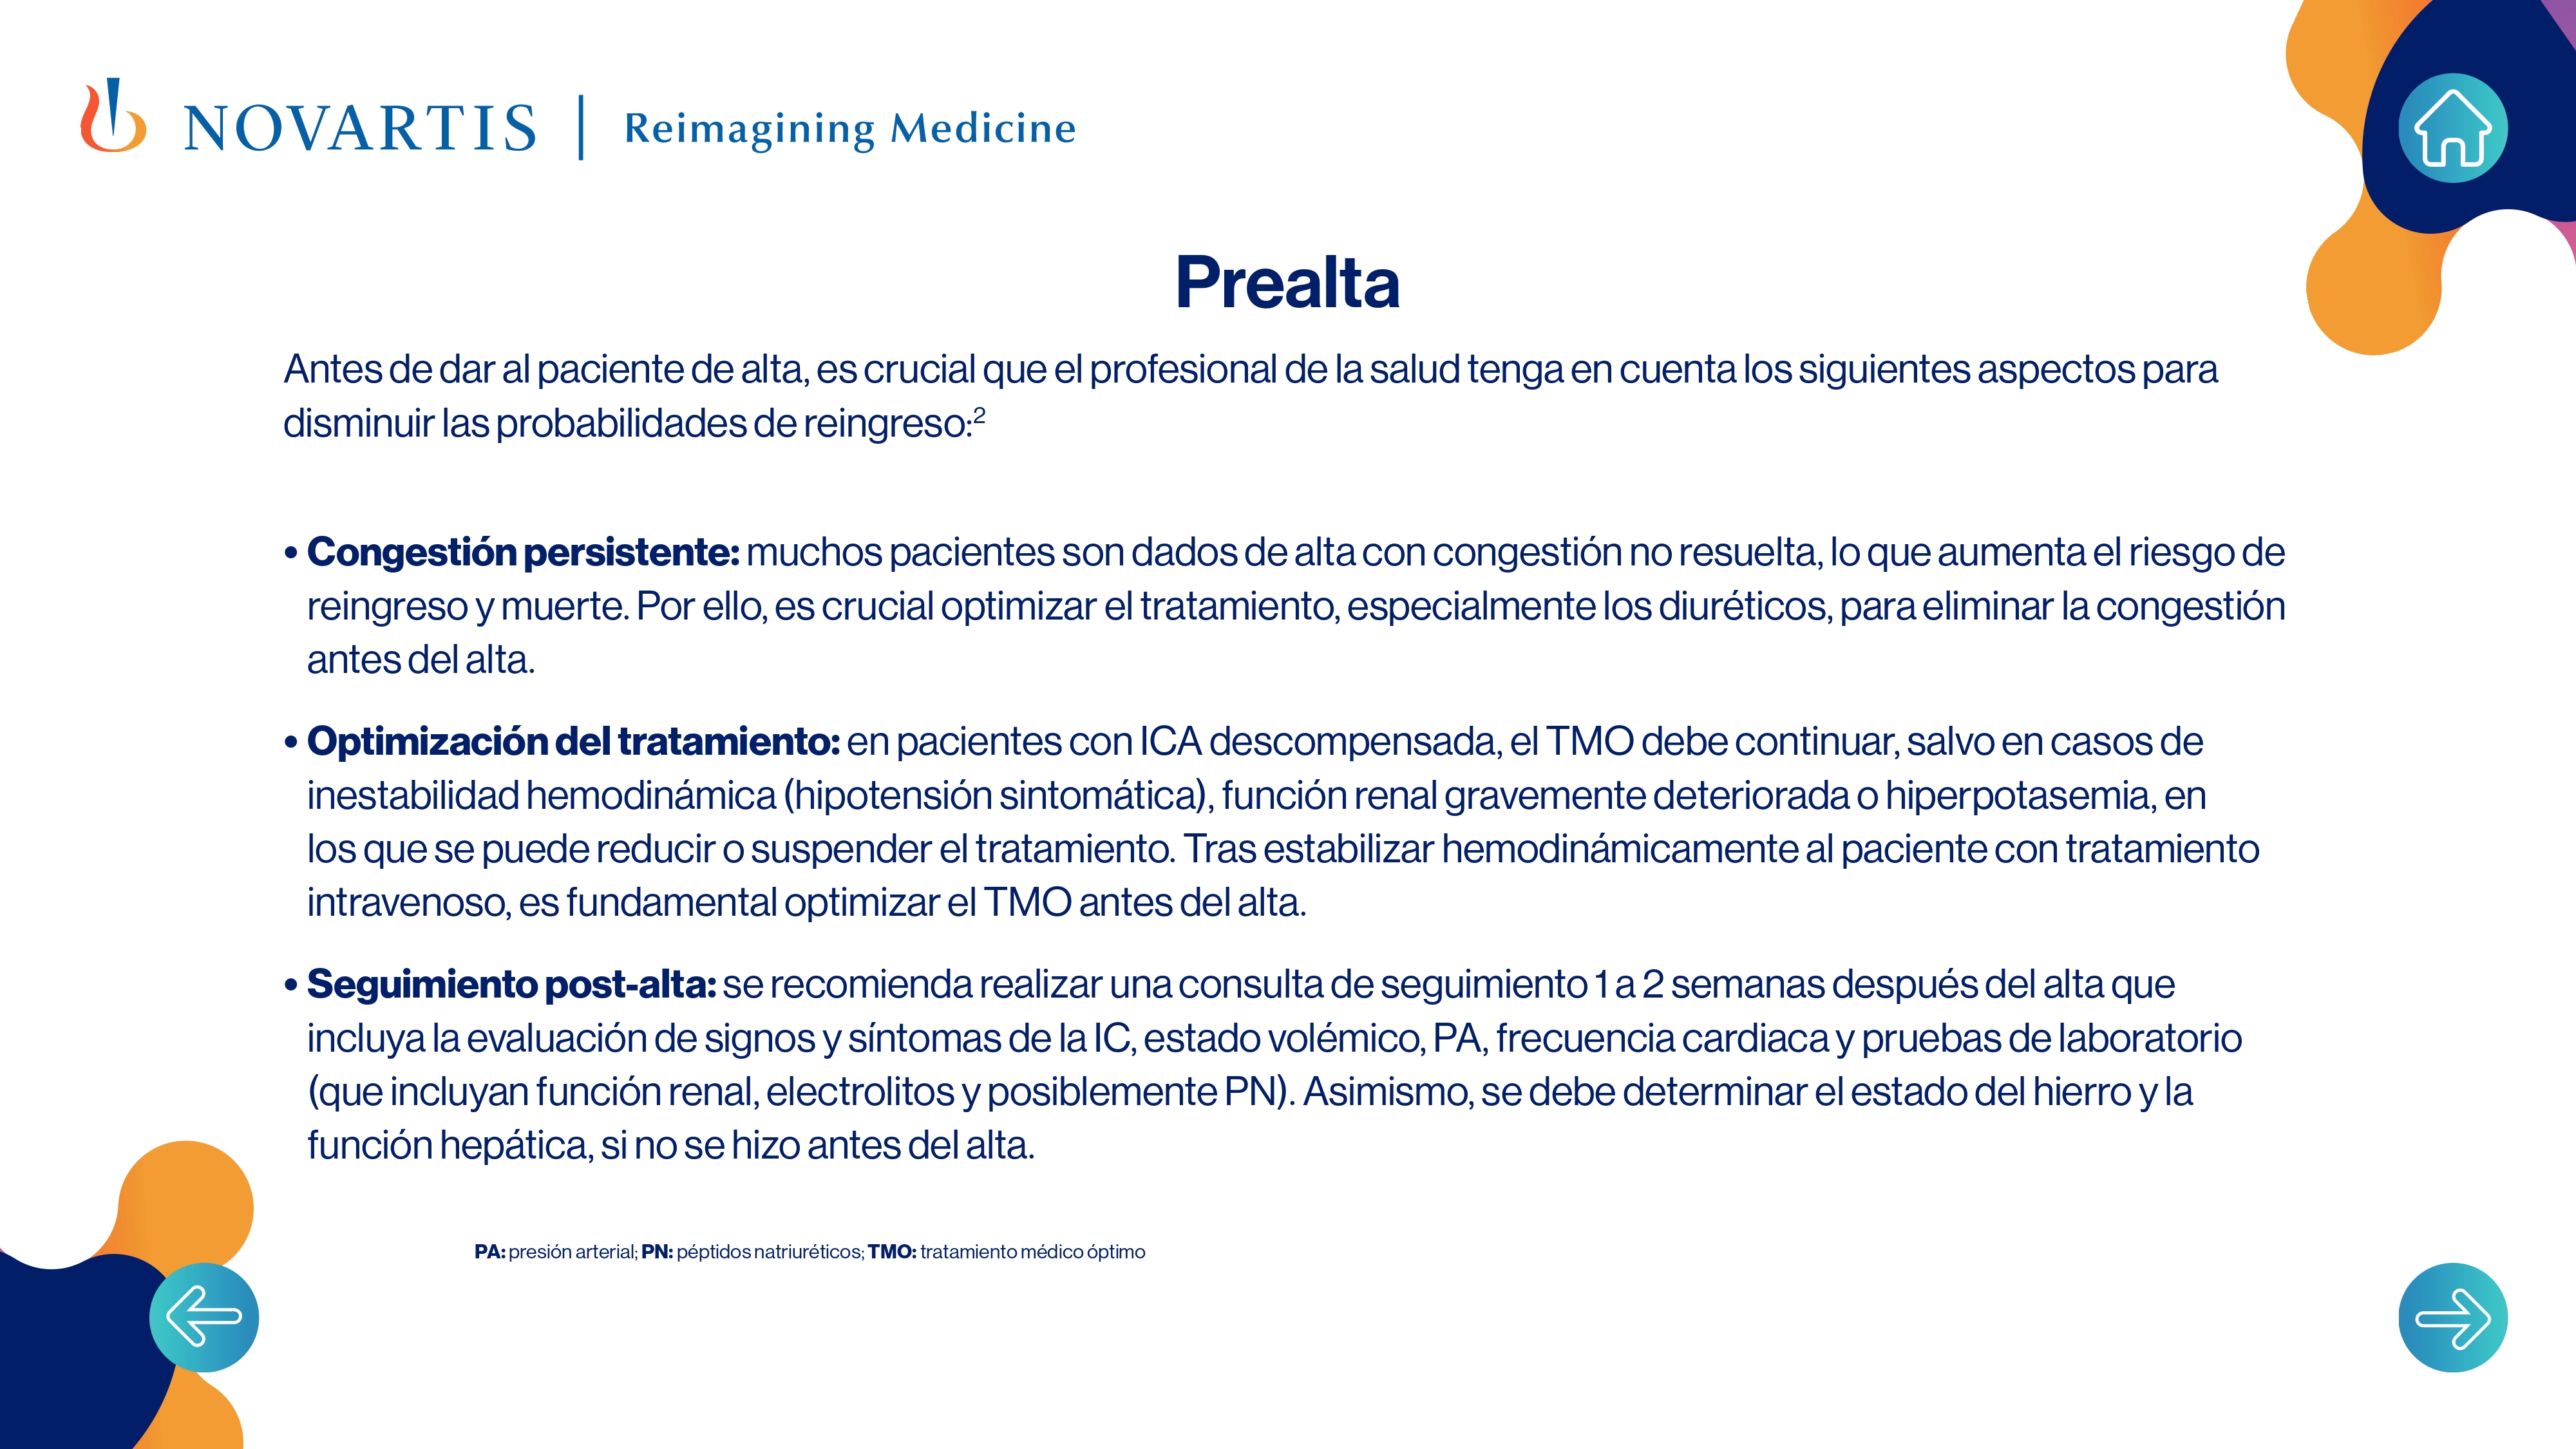 NOVARTIS | Reimagining Medicine
Prealta
Antes de dar al paciente de alta, es crucial que el profesional de la salud tenga en cuenta los siguientes aspectos para
disminuir las probabilidades de reingreso:²
• Congestión persistente: muchos pacientes son dados de alta con congestión no resuelta, lo que aumenta el riesgo de
reingreso y muerte. Por ello, es crucial optimizar el tratamiento, especialmente los diuréticos, para eliminar la congestión
antes del alta.
• Optimización del tratamiento: en pacientes con ICA descompensada, el TMO debe continuar, salvo en casos de
inestabilidad hemodinámica (hipotensión sintomática), función renal gravemente deteriorada o hiperpotasemia, en
los que se puede reducir o suspender el tratamiento. Tras estabilizar hemodinámicamente al paciente con tratamiento
intravenoso, es fundamental optimizar el TMO antes del alta.
• Seguimiento post-alta: se recomienda realizar una consulta de seguimiento 1 a 2 semanas después del alta que
incluya la evaluación de signos y síntomas de la IC, estado volémico, PA, frecuencia cardiaca y pruebas de laboratorio
(que incluyan función renal, electrolitos y posiblemente PN). Asimismo, se debe determinar el estado del hierro y la
función hepática, si no se hizo antes del alta.
PA: presión arterial; PN: péptidos natriuréticos; TMO: tratamiento médico óptimo